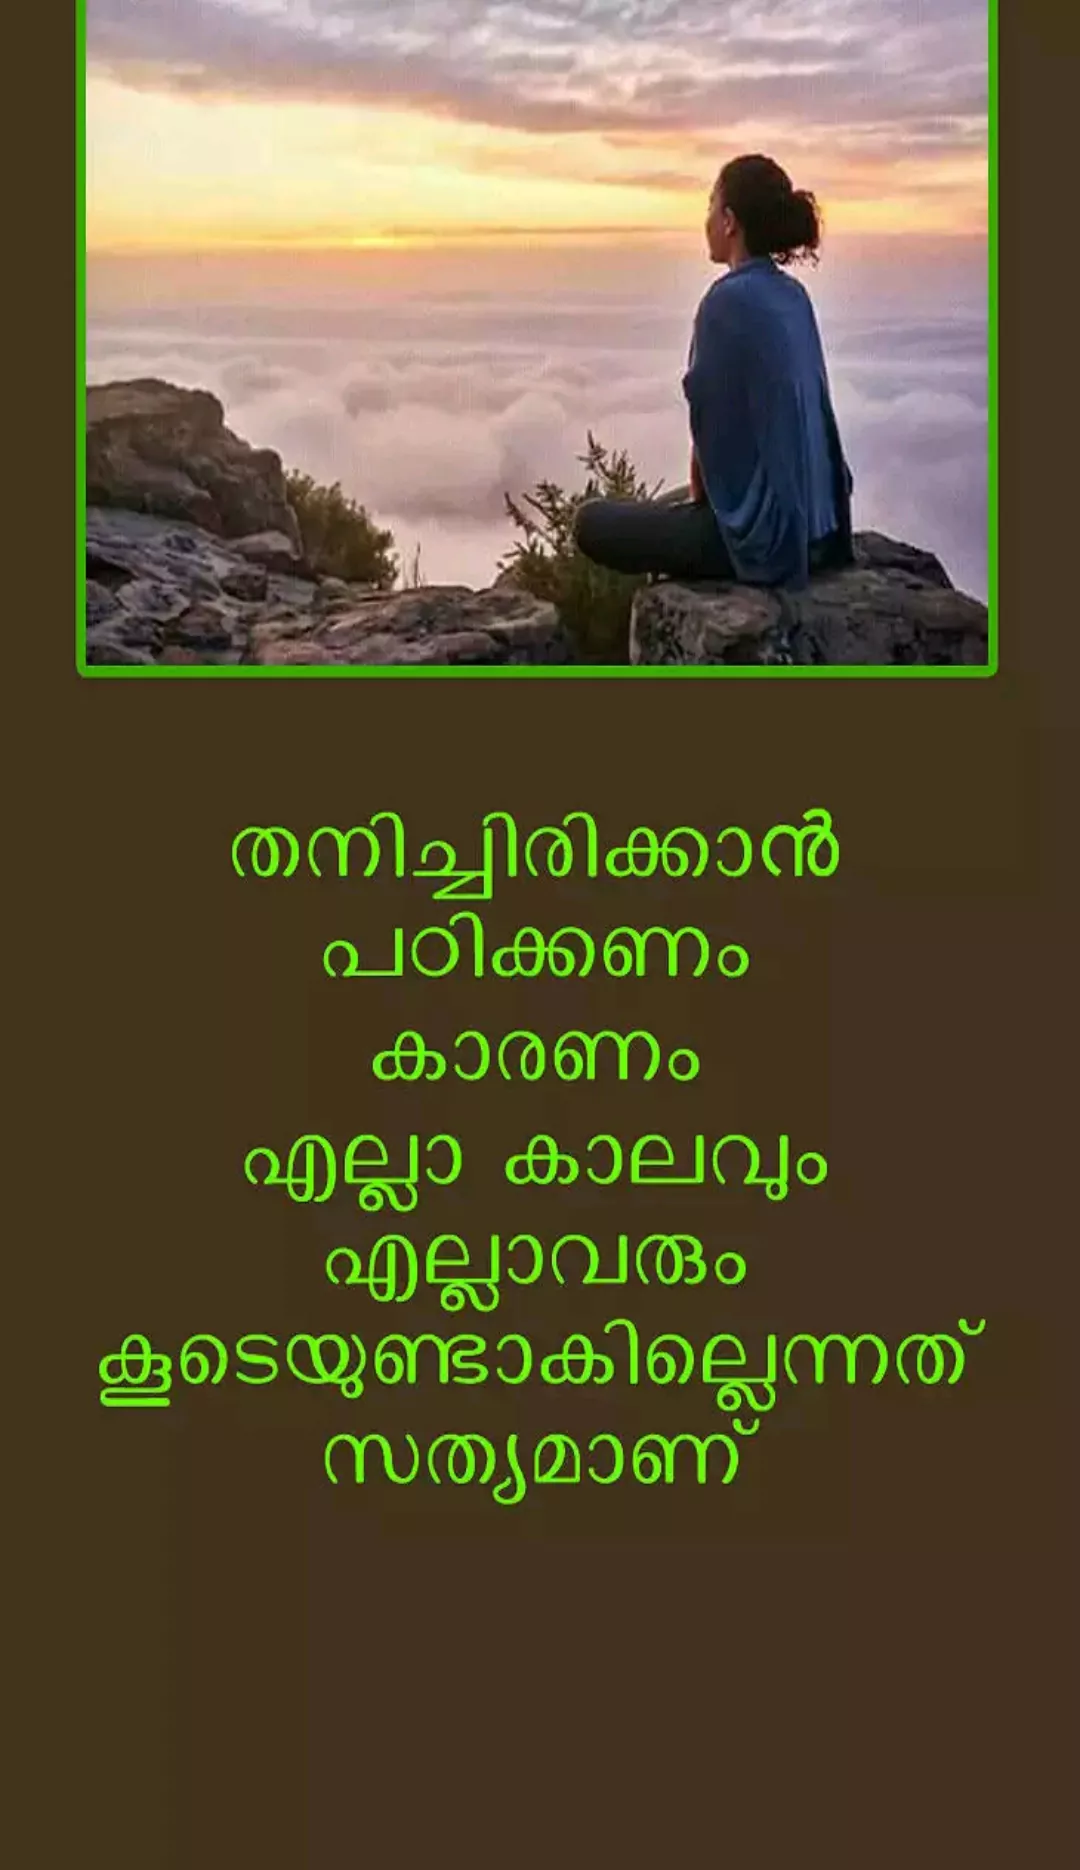 തനിച്ചിരിക്കാൻ
പഠിക്കണം
കാരണം
എല്ലാ കാലവും
എല്ലാവരും
കൂടെയുണ്ടാകില്ലെന്നത്
സത്യമാണ്